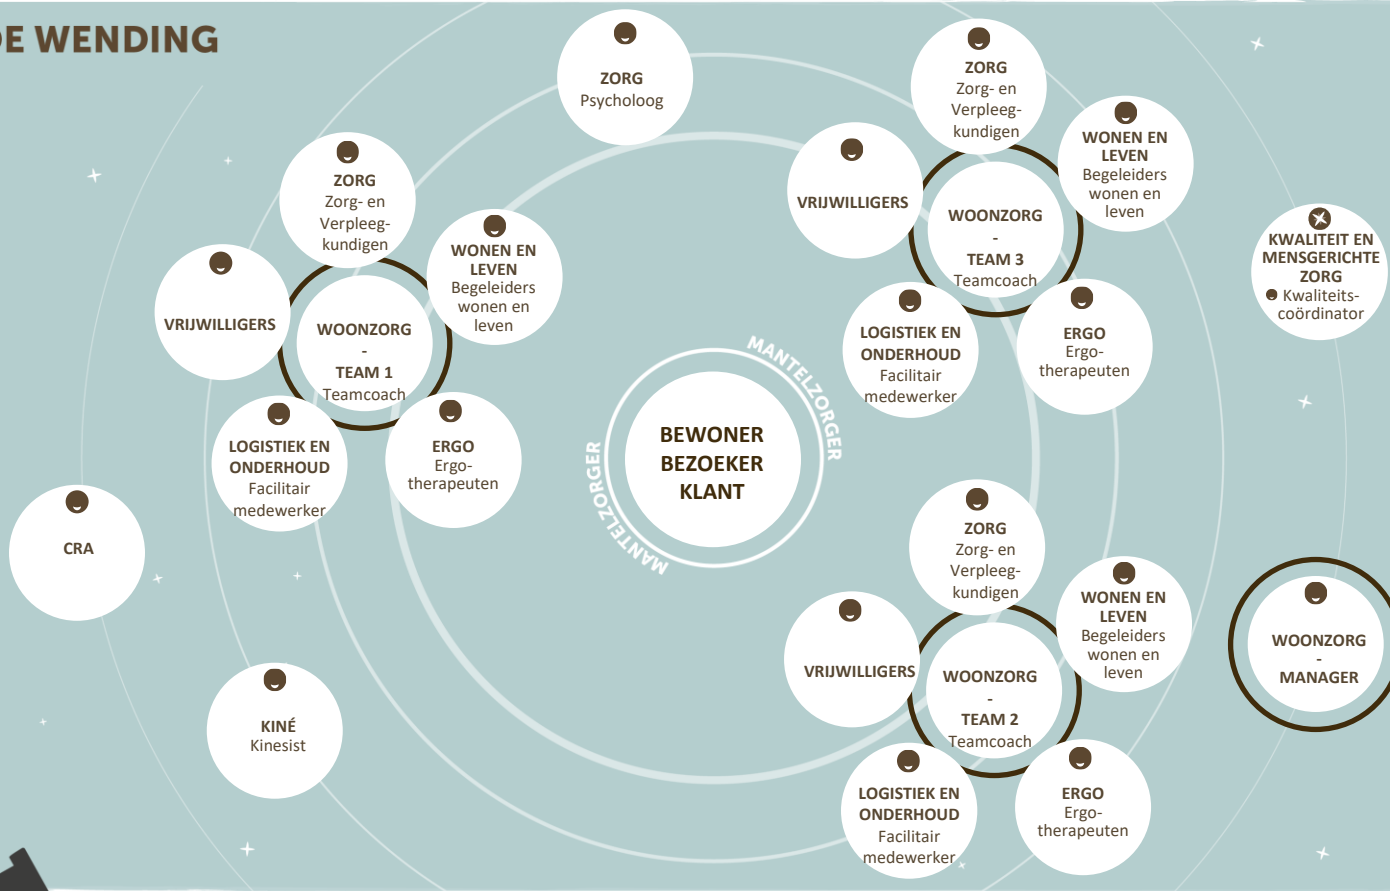 DE WENDING
ZORG
Psycholoog
ZORG
Zorg- en
Verpleeg-
kundigen
WONEN EN
LEVEN
Begeleiders
wonen en
leven
VRIJWILLIGERS
WOONZORG
-
TEAM 3
Teamcoach
LOGISTIEK EN
ONDERHOUD
Facilitair
medewerker
ERGO
Ergo-
therapeuten
KWALITEIT EN
MENSGERICHTE
ZORG
Kwaliteits-
coördinator
ZORG
Zorg- en
Verpleeg-
kundigen
WONEN EN
LEVEN
Begeleiders
wonen en
leven
VRIJWILLIGERS
WOONZORG
-
TEAM 1
Teamcoach
LOGISTIEK EN
ONDERHOUD
Facilitair
medewerker
ERGO
Ergo-
therapeuten
MANTELZORGER
BEWONER
BEZOEKER
KLANT
MANTELZORGER
CRA
KINÉ
Kinesist
ZORG
Zorg- en
Verpleeg-
kundigen
WONEN EN
LEVEN
Begeleiders
wonen en
leven
VRIJWILLIGERS
WOONZORG
-
TEAM 2
Teamcoach
LOGISTIEK EN
ONDERHOUD
Facilitair
medewerker
ERGO
Ergo-
therapeuten
WOONZORG
-
MANAGER